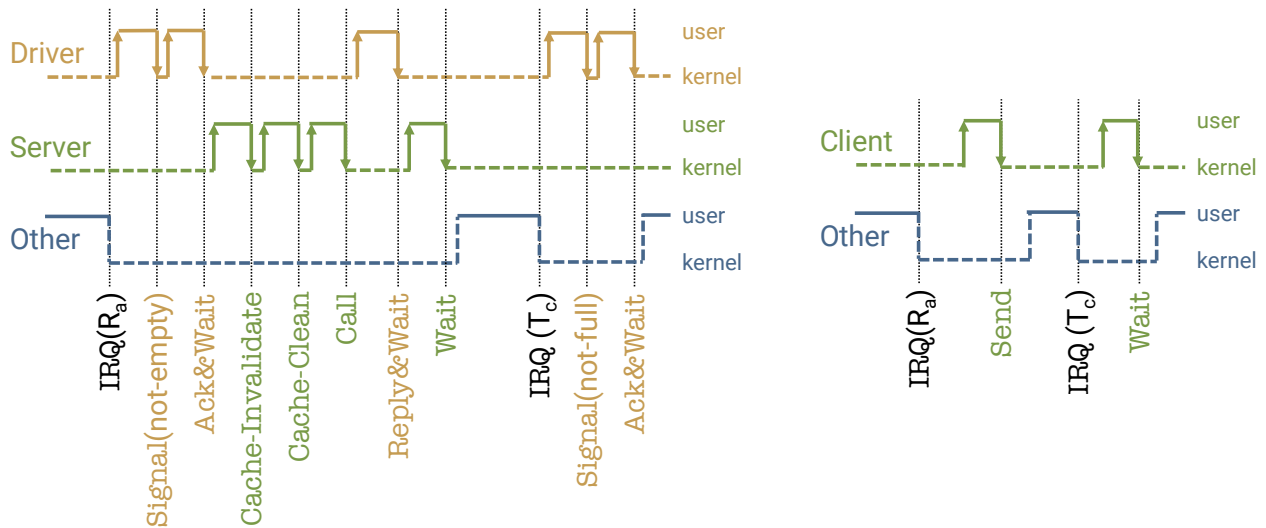 Driver
user
kernel
Server
user
kernel
Other
user
kernel
IRQ(Ra)
Signal(not-empty)
Ack&Wait
Cache-Invalidate
Cache-Clean
Call
Reply&Wait
Wait
IRQ (Tc)
Signal(not-full)
Ack&Wait
Client
user
kernel
Other
user
kernel
IRQ(Ra)
Send
IRQ(Tc)
Wait